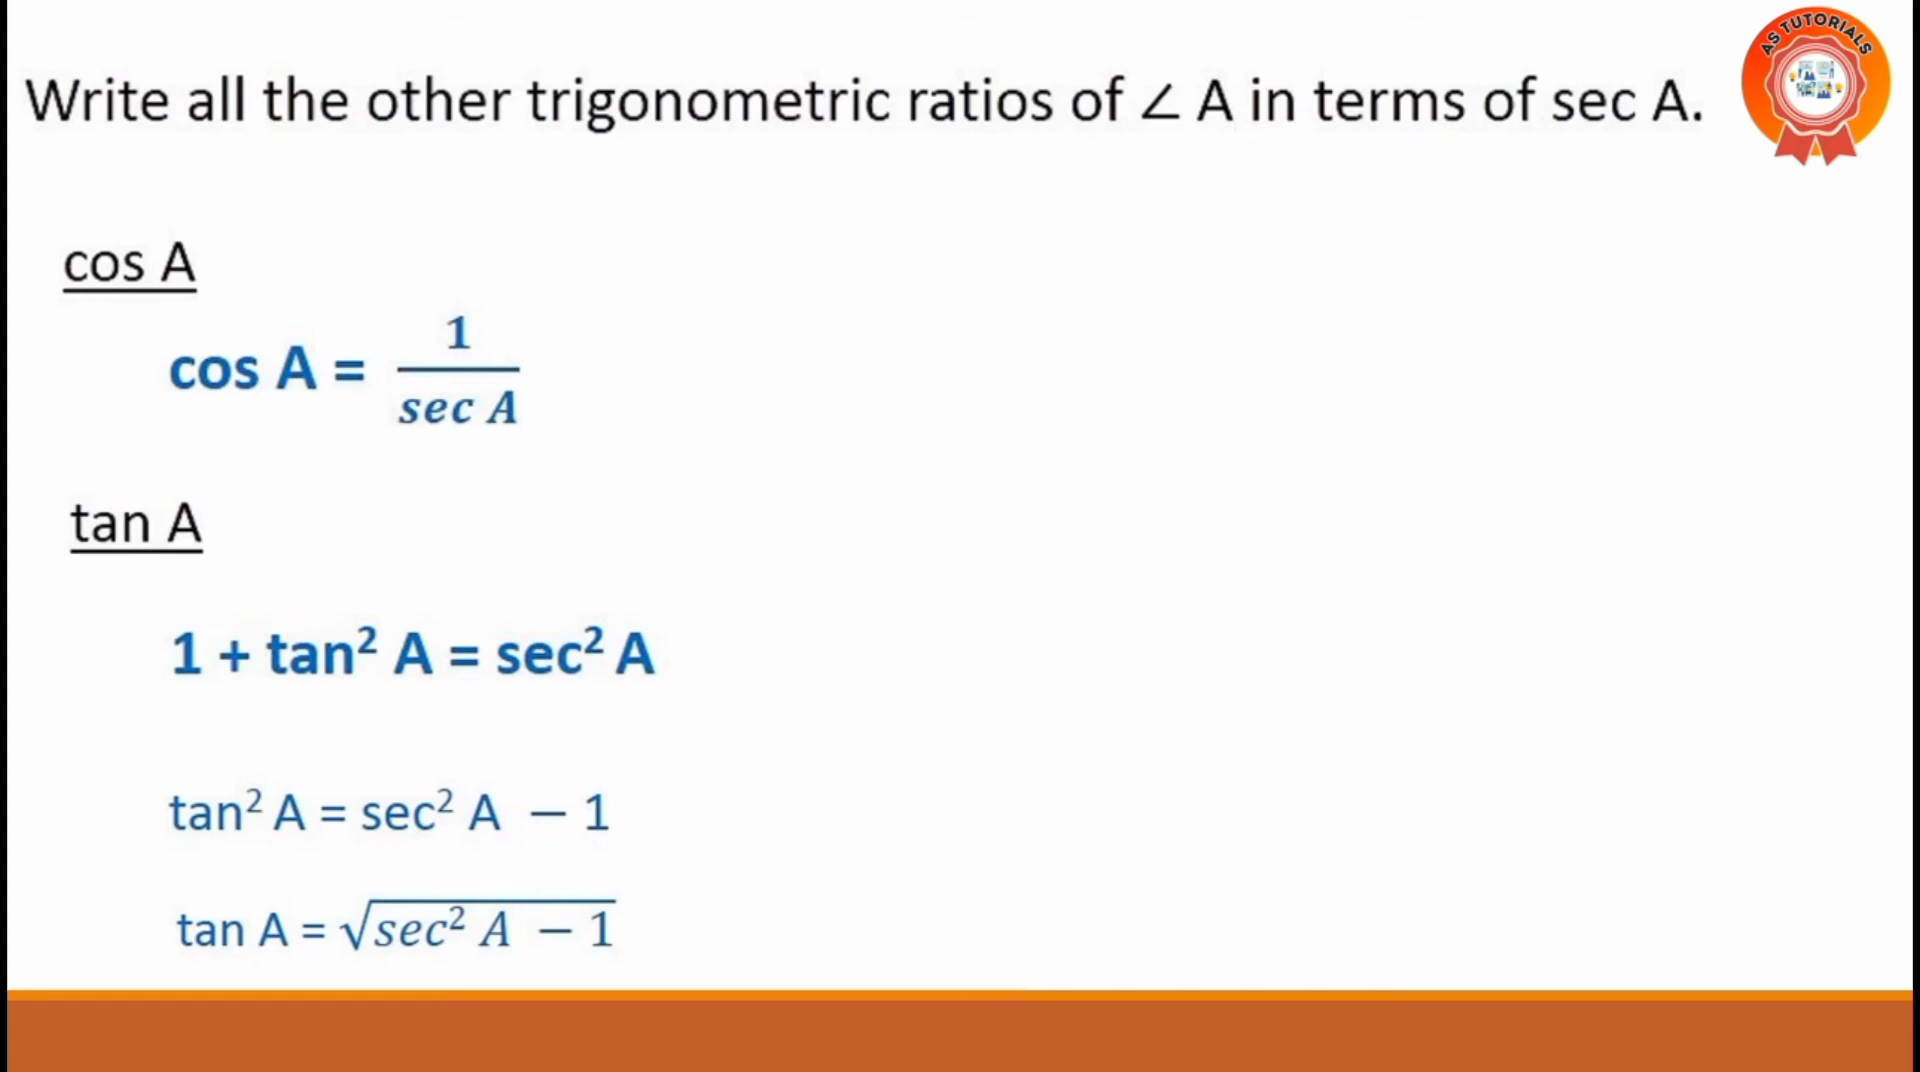 AS TUTORIALS
Write all the other trigonometric ratios of ∠ A in terms of sec A.
cos A
cos A = 1/sec A
tan A
1 + tan² A = sec² A
tan² A = sec² A − 1
tan A = √(sec² A − 1)